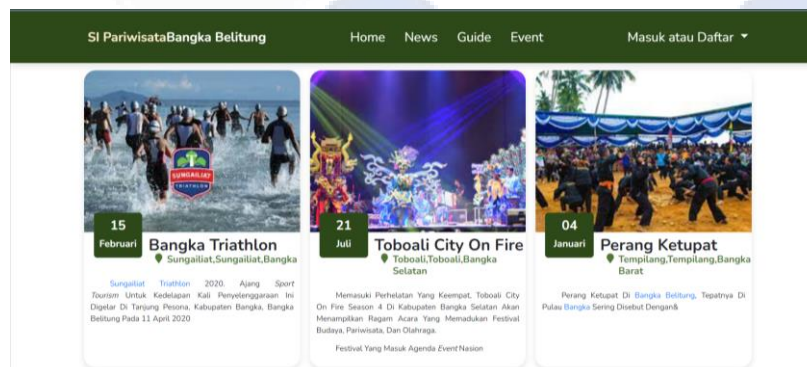 SI PariwisataBangka Belitung
Home News Guide Event
Masuk atau Daftar
SUNGAILIAT
TRIATHLON
15
Februari
Bangka Triathlon
Sungailiat,Sungailiat,Bangka
Sungailiat Triathlon 2020. Ajang Sport
Tourism Untuk Kedelapan Kali Penyelenggaraan Ini
Digelar Di Tanjung Pesona, Kabupaten Bangka, Bangka
Belitung Pada 11 April 2020
21
Juli
Toboali City On Fire
Toboali,Toboali,Bangka
Selatan
Memasuki Perhelatan Yang Keempat, Toboali City
On Fire Season 4 Di Kabupaten Bangka Selatan Akan
Menampilkan Ragam Acara Yang Memadukan Festival
Budaya, Pariwisata, Dan Olahraga.
Festival Yang Masuk Agenda Event Nasion
04
Januari
Perang Ketupat
Tempilang,Tempilang,Bangka
Barat
Perang Ketupat Di Bangka Belitung, Tepatnya Di
Pulau Bangka Sering Disebut Dengan&